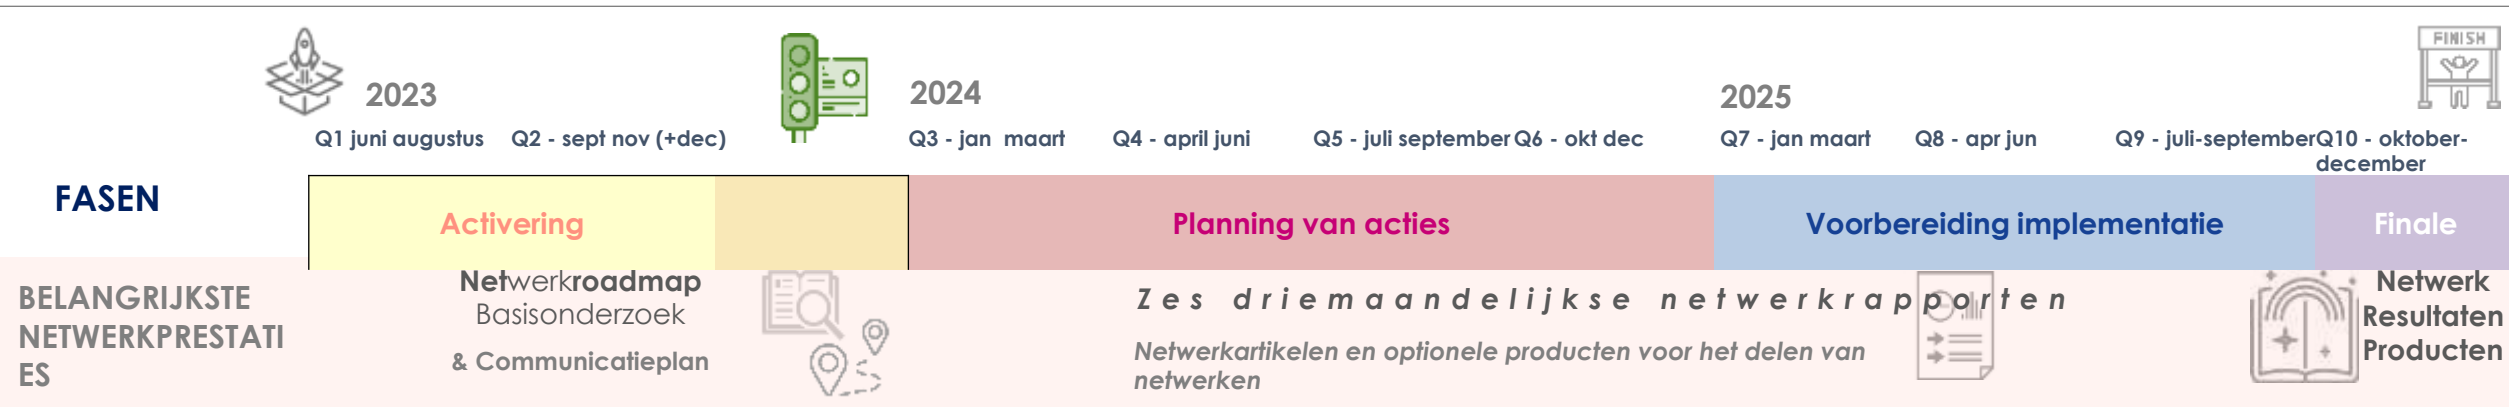 FINISH
2023
2024
2025
Q1 juni augustus
Q2 - sept nov (+dec)
Q3 - jan  maart
Q4 - april juni
Q5 - juli september
Q6 - okt dec
Q7 - jan maart
Q8 - apr jun
Q9 - juli-september
Q10 - oktober-
december
FASEN
Activering
Planning van acties
Voorbereiding implementatie
Finale
BELANGRIJKSTE
NETWERKPRESTATI
ES
Netwerkroadmap
Basisonderzoek
& Communicatieplan
Zes driemaandelijkse netwerkrapporten
Netwerkartikelen en optionele producten voor het delen van
netwerken
Netwerk
Resultaten
Producten